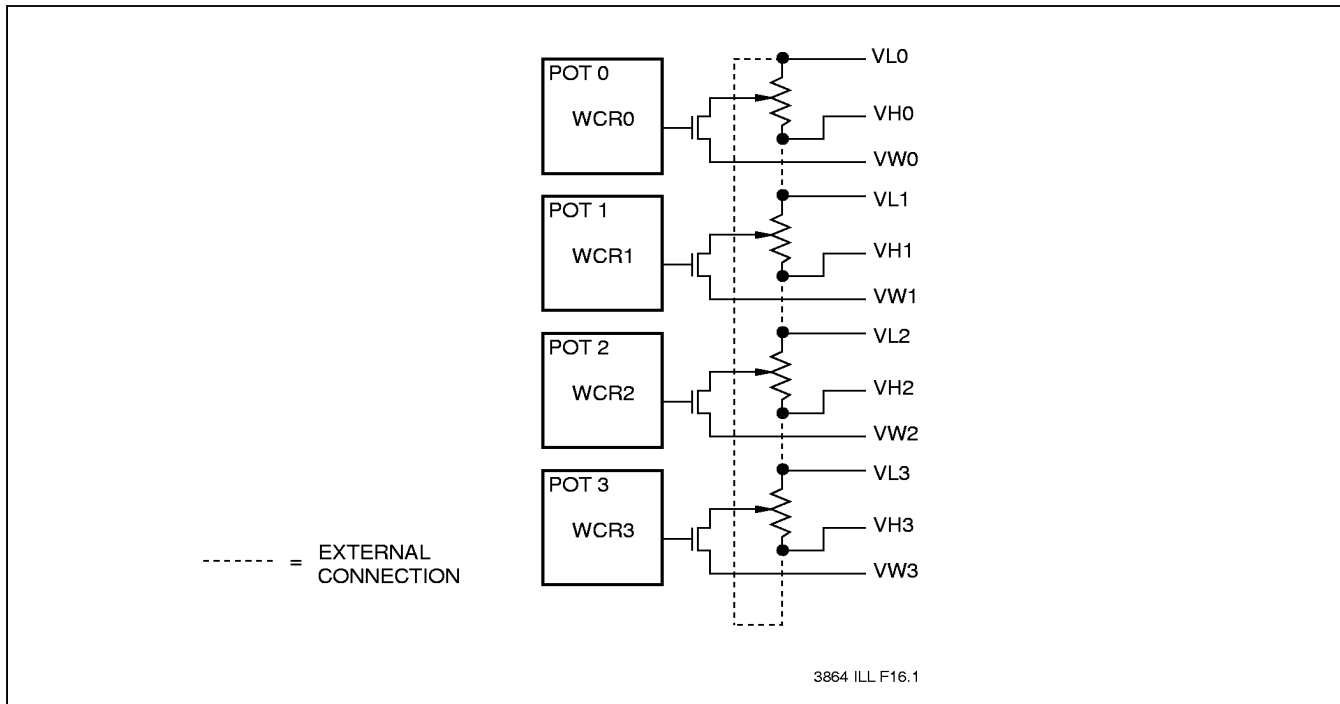 POT 0
WCR0
VL0
VH0
VW0
POT 1
WCR1
VL1
VH1
VW1
POT 2
WCR2
VL2
VH2
VW2
POT 3
WCR3
VL3
VH3
VW3
= EXTERNAL
CONNECTION
3864 ILL F16.1